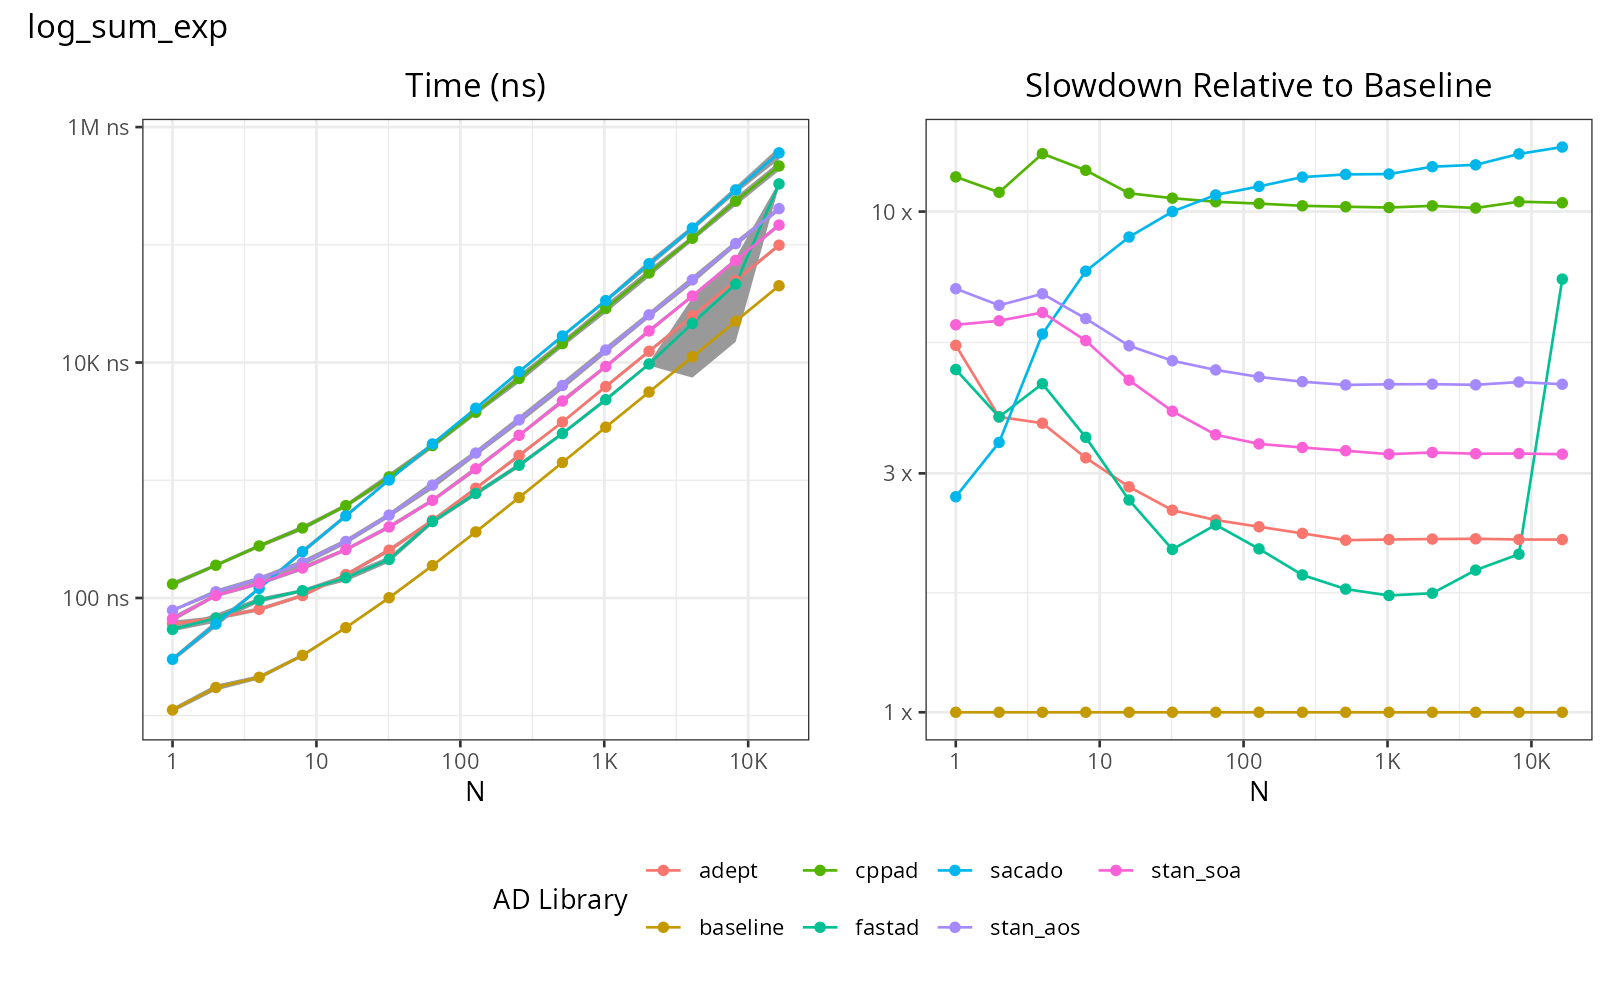 log_sum_exp
Time (ns)
Slowdown Relative to Baseline
1M ns
10K ns
100 ns
1
10
100
1K
10K
N
10 x
3 x
1 x
1
10
100
1K
10K
N
AD Library
adept
cppad
sacado
stan_soa
baseline
fastad
stan_aos